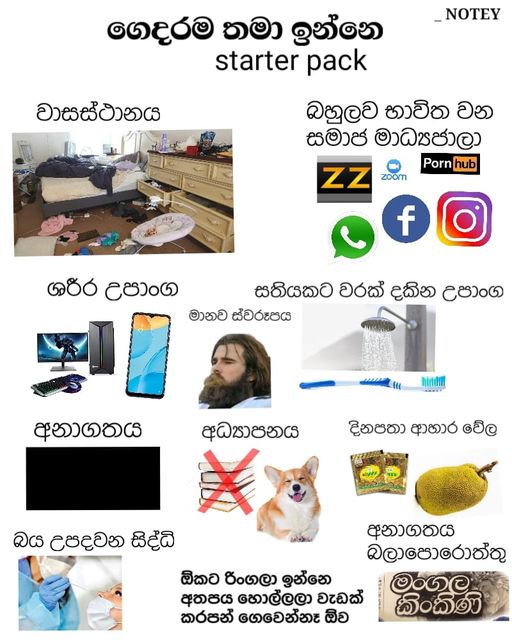 _ NOTEY
ගෙදරම තමා ඉන්නෙ
starter pack
වාසස්ථානය
බහුලව භාවිත වන
සමාජ මාධ්‍යජාලා
ZZ
zoom
Porn hub
ශරීර උපාංග
සතියකට වරක් දකින උපාංග
මානව ස්වරූපය
අනාගතය
අධ්‍යාපනය
දිනපතා ආහාර වේල
බය උපදවන සිද්ධි
අනාගතය
බලාපොරොත්තු
ඕකට රිංගලා ඉන්නෙ
අතපය හොල්ලලා වැඩක්
කරපන් ගෙවෙන්නෑ ඕව
මංගල
කිංකිණි